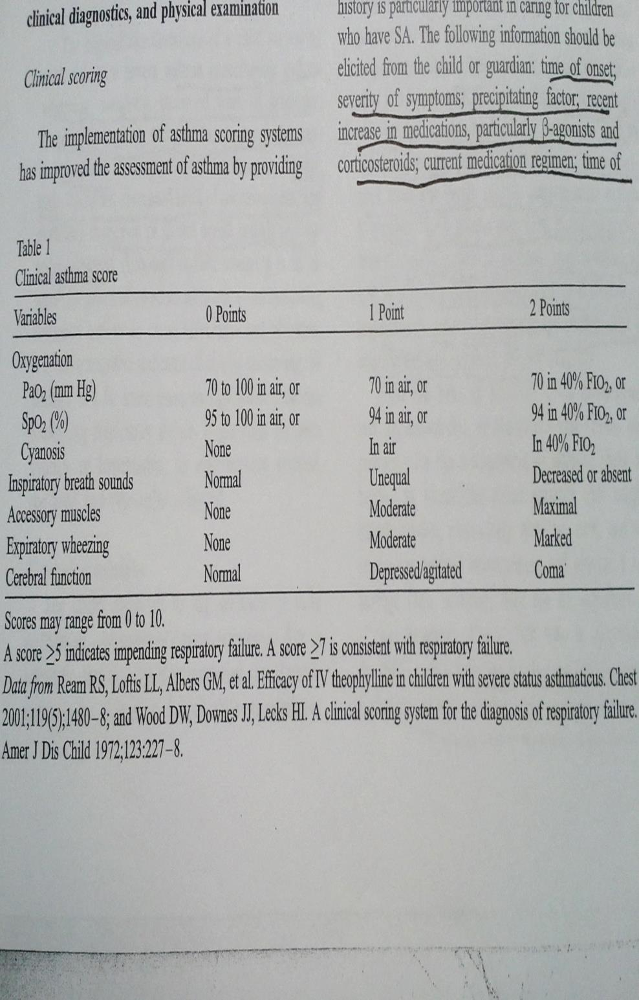 clinical diagnostics, and physical examination
Clinical scoring
The implementation of asthma scoring systems
has improved the assessment of asthma by providing
history is particularly important in caring for children
who have SA. The following information should be
elicited from the child or guardian: time of onset;
severity of symptoms; precipitating factor; recent
increase in medications, particularly β-agonists and
corticosteroids; current medication regimen; time of
Table 1
Clinical asthma score
Variables 0 Points 1 Point 2 Points
Oxygenation
PaO₂ (mm Hg) 70 to 100 in air, or 70 in air, or 70 in 40% FIO₂, or
SpO₂ (%) 95 to 100 in air, or 94 in air, or 94 in 40% FIO₂, or
Cyanosis None In air In 40% FIO₂
Inspiratory breath sounds Normal Unequal Decreased or absent
Accessory muscles None Moderate Maximal
Expiratory wheezing None Moderate Marked
Cerebral function Normal Depressed/agitated Coma
Scores may range from 0 to 10.
A score ≥5 indicates impending respiratory failure. A score ≥7 is consistent with respiratory failure.
Data from Ream RS, Loftis LL, Albers GM, et al. Efficacy of IV theophylline in children with severe status asthmaticus. Chest
2001;119(5);1480–8; and Wood DW, Downes JJ, Lecks HI. A clinical scoring system for the diagnosis of respiratory failure.
Amer J Dis Child 1972;123:227–8.